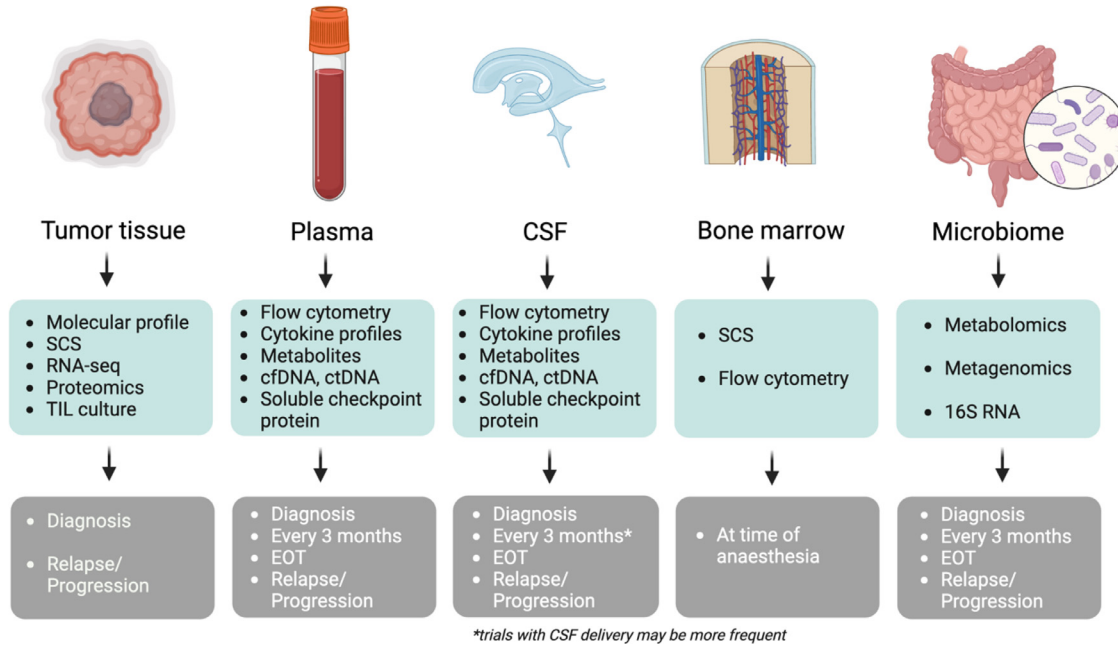 Tumor tissue
Plasma
CSF
Bone marrow
Microbiome
• Molecular profile
• SCS
• RNA-seq
• Proteomics
• TIL culture
• Flow cytometry
• Cytokine profiles
• Metabolites
• cfDNA, ctDNA
• Soluble checkpoint
protein
• Flow cytometry
• Cytokine profiles
• Metabolites
• cfDNA, ctDNA
• Soluble checkpoint
protein
• SCS
• Flow cytometry
• Metabolomics
• Metagenomics
• 16S RNA
• Diagnosis
• Relapse/
Progression
• Diagnosis
• Every 3 months
• EOT
• Relapse/
Progression
• Diagnosis
• Every 3 months*
• EOT
• Relapse/
Progression
• At time of
anaesthesia
• Diagnosis
• Every 3 months
• EOT
• Relapse/
Progression
*trials with CSF delivery may be more frequent